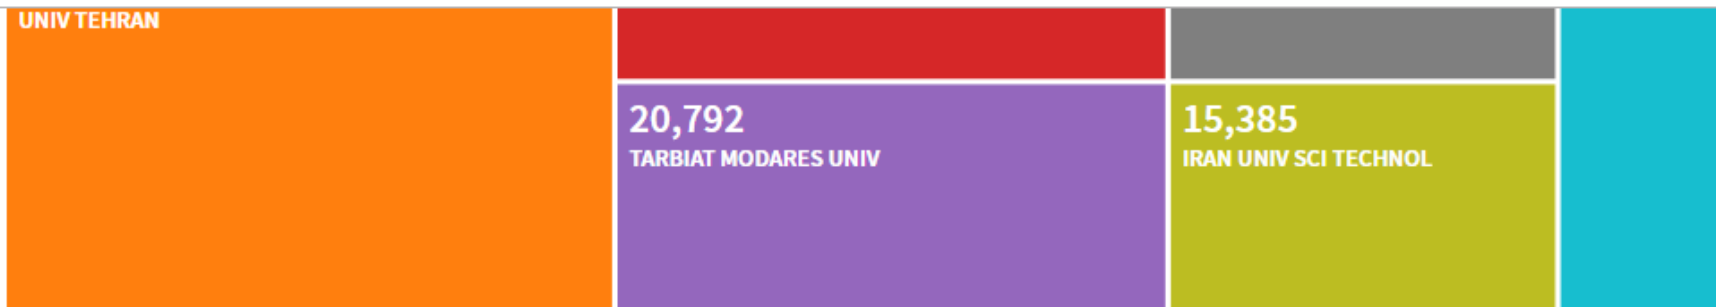 UNIV TEHRAN
20,792
TARBIAT MODARES UNIV
15,385
IRAN UNIV SCI TECHNOL